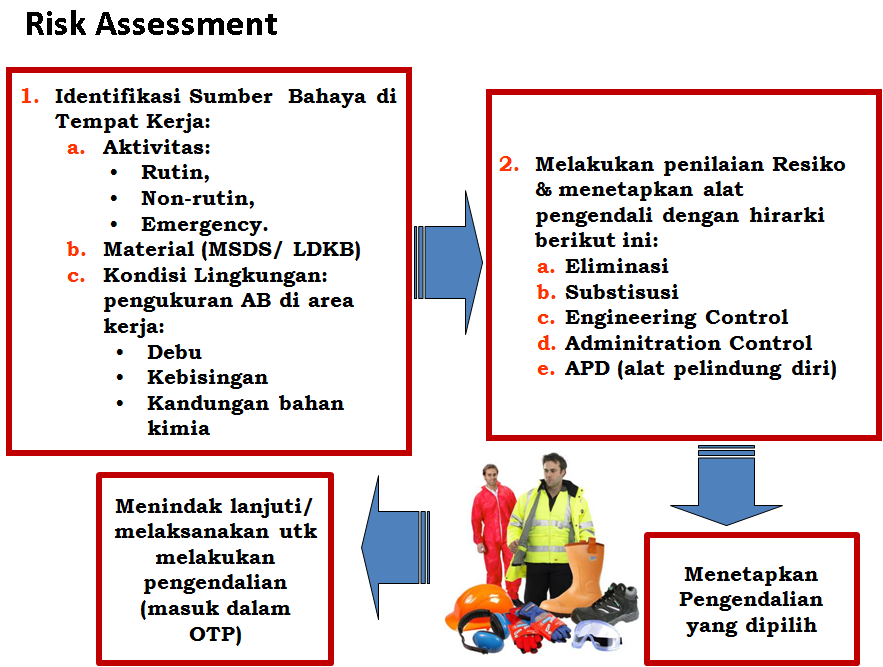 Risk Assessment
1. Identifikasi Sumber Bahaya di
Tempat Kerja:
a. Aktivitas:
• Rutin,
• Non-rutin,
• Emergency.
b. Material (MSDS/ LDKB)
c. Kondisi Lingkungan:
pengukuran AB di area
kerja:
• Debu
• Kebisingan
• Kandungan bahan
kimia
2. Melakukan penilaian Resiko
& menetapkan alat
pengendali dengan hirarki
berikut ini:
a. Eliminasi
b. Substisusi
c. Engineering Control
d. Adminitration Control
e. APD (alat pelindung diri)
Menetapkan
Pengendalian
yang dipilih
Menindak lanjuti/
melaksanakan utk
melakukan
pengendalian
(masuk dalam
OTP)